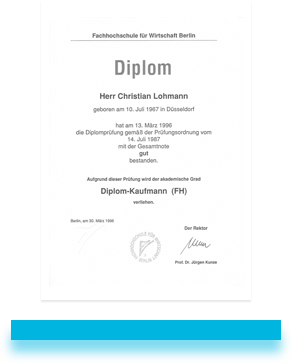 Fachhochschule für Wirtschaft Berlin
Diplom
Herr Christian Lohmann
geboren am 10. Juli 1967 in Düsseldorf
hat am 13. März 1996
die Diplomprüfung gemäß der Prüfungsordnung vom
14. Juli 1987
mit der Gesamtnote
gut
bestanden.
Aufgrund dieser Prüfung wird der akademische Grad
Diplom-Kaufmann (FH)
verliehen.
Berlin, am 30. März 1996
Der Rektor
Prof. Dr. Jürgen Kunze